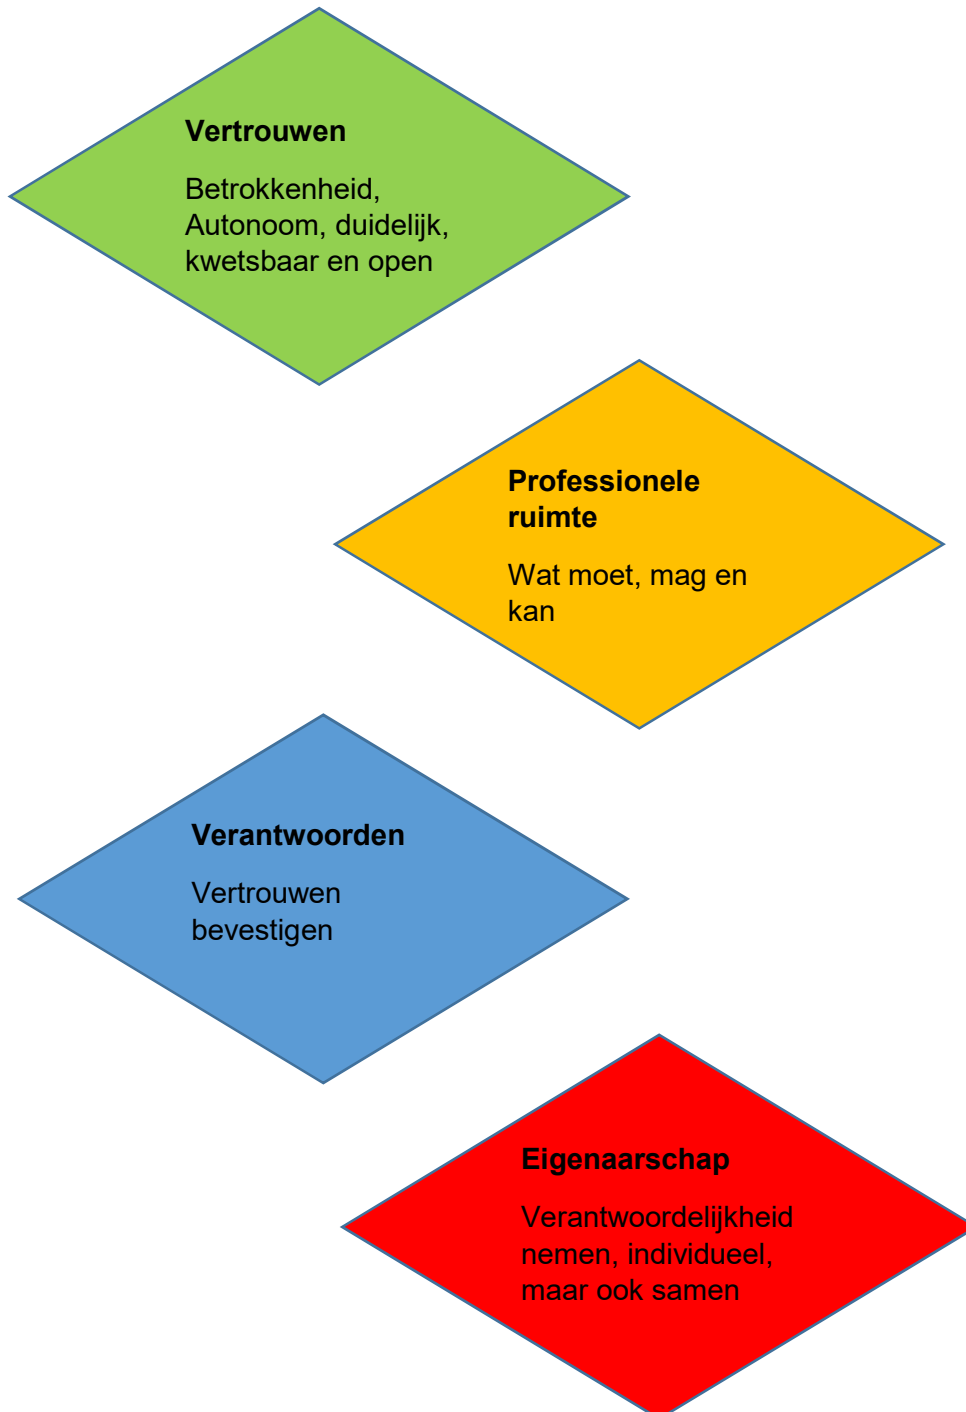 Vertrouwen
Betrokkenheid,
Autonoom, duidelijk,
kwetsbaar en open
Professionele
ruimte
Wat moet, mag en
kan
Verantwoorden
Vertrouwen
bevestigen
Eigenaarschap
Verantwoordelijkheid
nemen, individueel,
maar ook samen